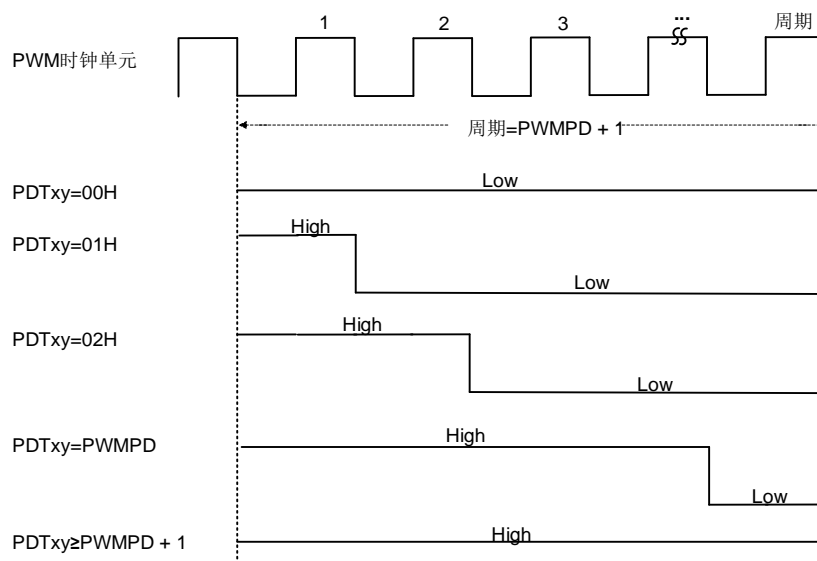 1 2 3 ... 周期
PWM时钟单元
周期=PWMPD + 1
PDTxy=00H Low
PDTxy=01H High
Low
PDTxy=02H High
Low
PDTxy=PWMPD High
Low
PDTxy≥PWMPD + 1 High